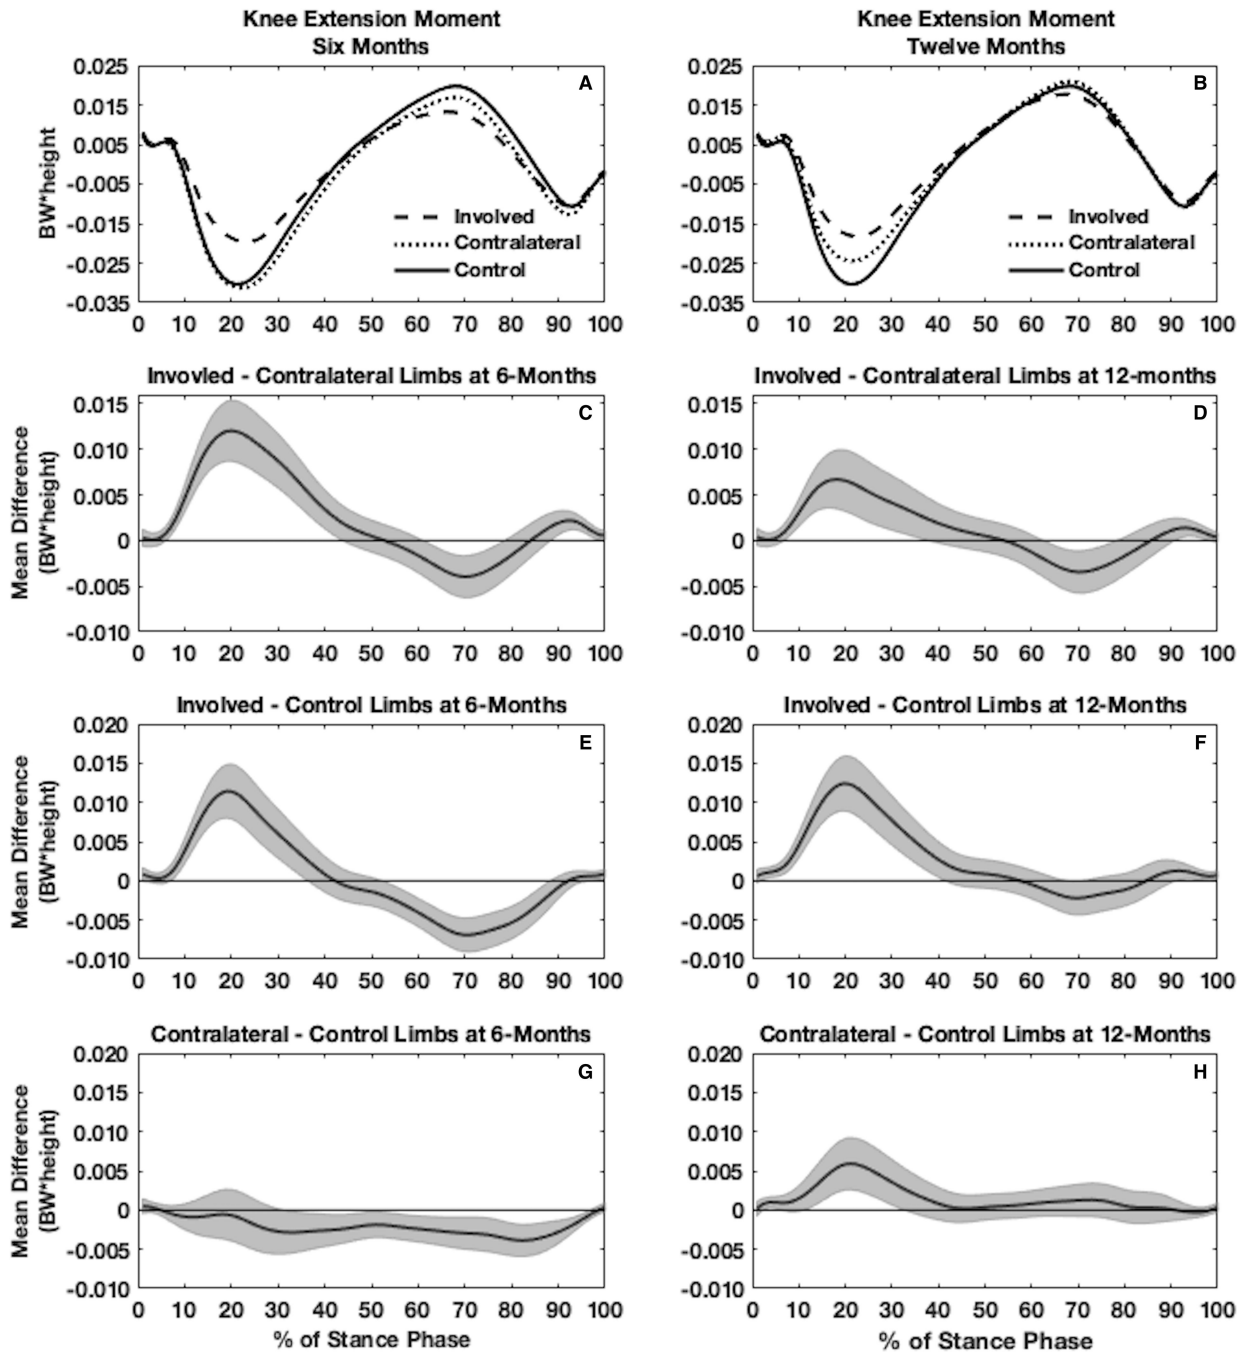 Knee Extension Moment
Six Months
A
0.025
0.015
0.005
-0.005
-0.015
-0.025
-0.035
BW*height
Involved
Contralateral
Control
0 10 20 30 40 50 60 70 80 90 100
Knee Extension Moment
Twelve Months
B
0.025
0.015
0.005
-0.005
-0.015
-0.025
-0.035
Involved
Contralateral
Control
0 10 20 30 40 50 60 70 80 90 100
Invovled - Contralateral Limbs at 6-Months
C
0.015
0.010
0.005
0
-0.005
-0.010
Mean Difference
(BW*height)
0 10 20 30 40 50 60 70 80 90 100
Involved - Contralateral Limbs at 12-months
D
0.015
0.010
0.005
0
-0.005
-0.010
0 10 20 30 40 50 60 70 80 90 100
Involved - Control Limbs at 6-Months
E
0.020
0.015
0.010
0.005
0
-0.005
-0.010
Mean Difference
(BW*height)
0 10 20 30 40 50 60 70 80 90 100
Involved - Control Limbs at 12-Months
F
0.020
0.015
0.010
0.005
0
-0.005
-0.010
0 10 20 30 40 50 60 70 80 90 100
Contralateral - Control Limbs at 6-Months
G
0.020
0.015
0.010
0.005
0
-0.005
-0.010
Mean Difference
(BW*height)
0 10 20 30 40 50 60 70 80 90 100
% of Stance Phase
Contralateral - Control Limbs at 12-Months
H
0.020
0.015
0.010
0.005
0
-0.005
-0.010
0 10 20 30 40 50 60 70 80 90 100
% of Stance Phase